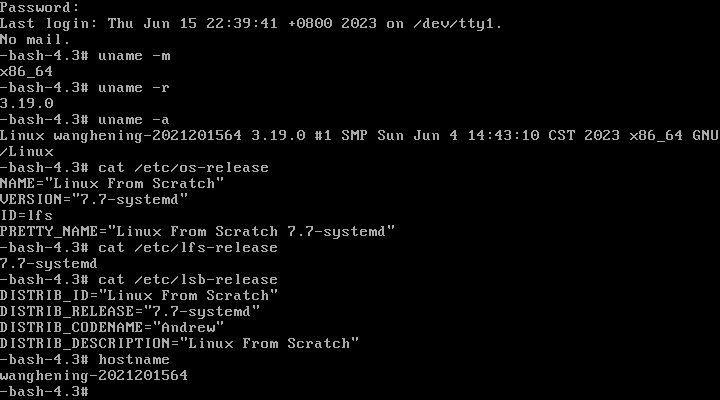 Password:
Last login: Thu Jun 15 22:39:41 +0800 2023 on /dev/tty1.
No mail.
-bash-4.3# uname -m
x86_64
-bash-4.3# uname -r
3.19.0
-bash-4.3# uname -a
Linux wanghening-2021201564 3.19.0 #1 SMP Sun Jun 4 14:43:10 CST 2023 x86_64 GNU
/Linux
-bash-4.3# cat /etc/os-release
NAME="Linux From Scratch"
VERSION="7.7-systemd"
ID=lfs
PRETTY_NAME="Linux From Scratch 7.7-systemd"
-bash-4.3# cat /etc/lfs-release
7.7-systemd
-bash-4.3# cat /etc/lsb-release
DISTRIB_ID="Linux From Scratch"
DISTRIB_RELEASE="7.7-systemd"
DISTRIB_CODENAME="Andrew"
DISTRIB_DESCRIPTION="Linux From Scratch"
-bash-4.3# hostname
wanghening-2021201564
-bash-4.3#